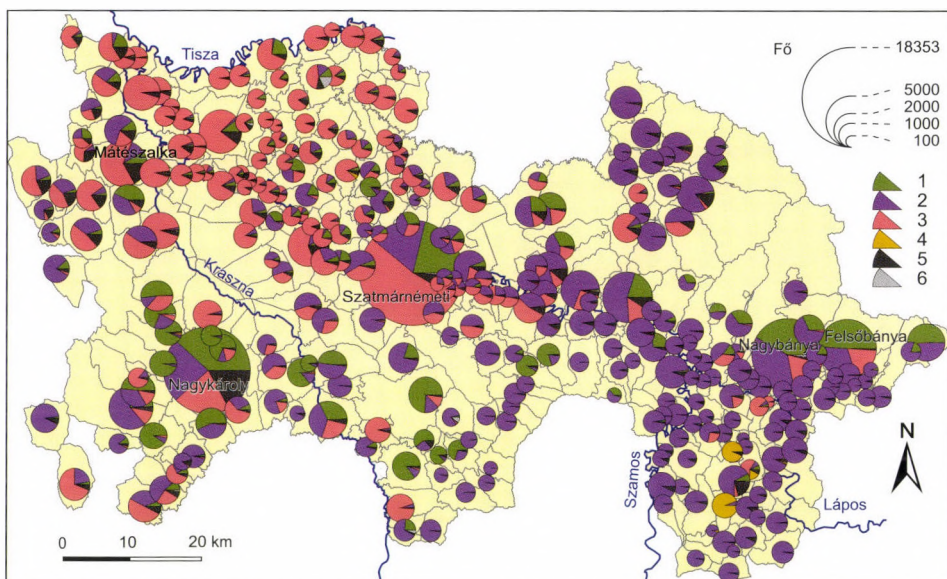 Tisza
Fő
18353
5000
2000
1000
100
1
2
3
4
5
6
Mátészalka
Kraszna
Szatmárnémeti
Nagykároly
Nagybánya
Felsőbánya
Szamos
Lápos
N
0 10 20 km